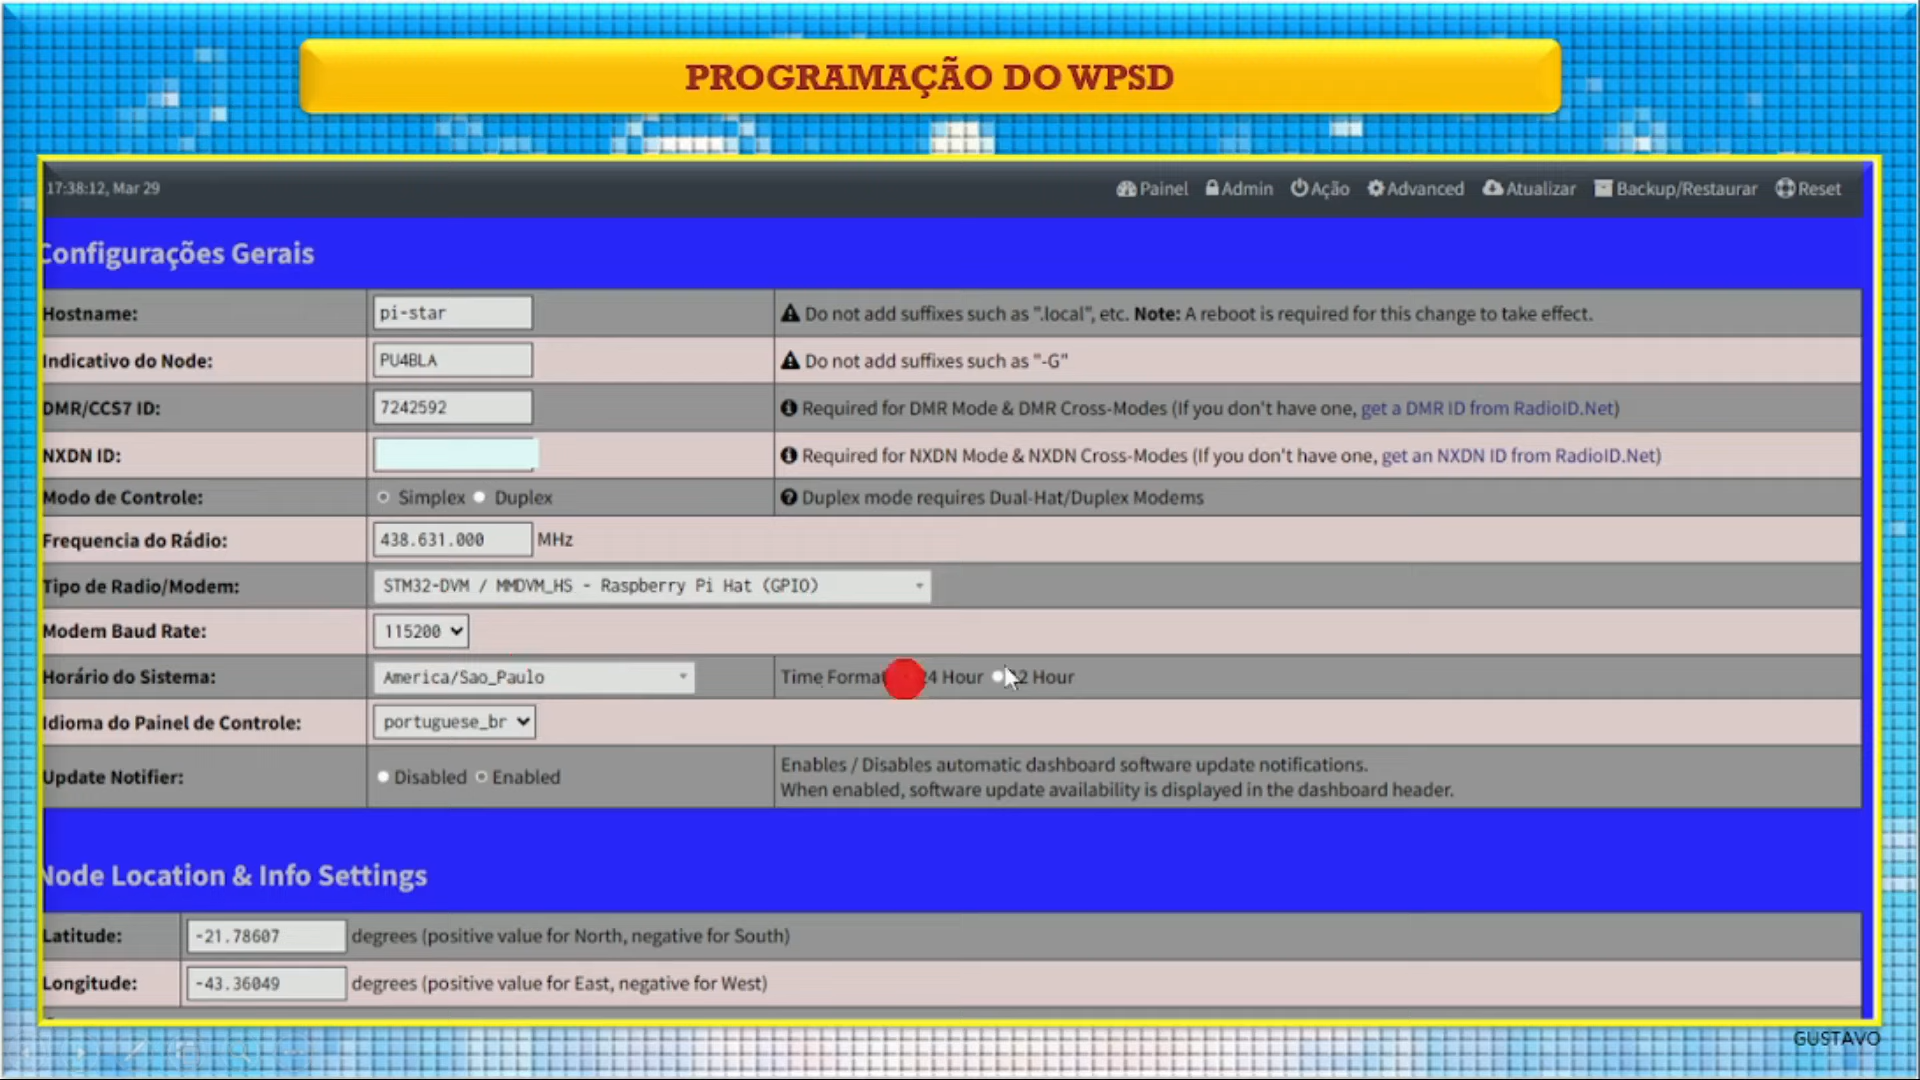 PROGRAMAÇÃO DO WPSD
17:38:12, Mar 29 Painel Admin Ação Advanced Atualizar Backup/Restaurar Reset
Configurações Gerais
Hostname: pi-star Do not add suffixes such as ".local", etc. Note: A reboot is required for this change to take effect.
Indicativo do Node: PU4BLA Do not add suffixes such as "-G"
DMR/CCS7 ID: 7242592 Required for DMR Mode & DMR Cross-Modes (If you don't have one, get a DMR ID from RadioID.Net)
NXDN ID: Required for NXDN Mode & NXDN Cross-Modes (If you don't have one, get an NXDN ID from RadioID.Net)
Modo de Controle: Simplex Duplex Duplex mode requires Dual-Hat/Duplex Modems
Frequencia do Rádio: 438.631.000 MHz
Tipo de Radio/Modem: STM32-DVM / MMDVM_HS - Raspberry Pi Hat (GPIO)
Modem Baud Rate: 115200
Horário do Sistema: America/Sao_Paulo Time Format 24 Hour 12 Hour
Idioma do Painel de Controle: portuguese_br
Update Notifier: Disabled Enabled Enables / Disables automatic dashboard software update notifications.
When enabled, software update availability is displayed in the dashboard header.
Node Location & Info Settings
Latitude: -21.78607 degrees (positive value for North, negative for South)
Longitude: -43.36049 degrees (positive value for East, negative for West)
GUSTAVO